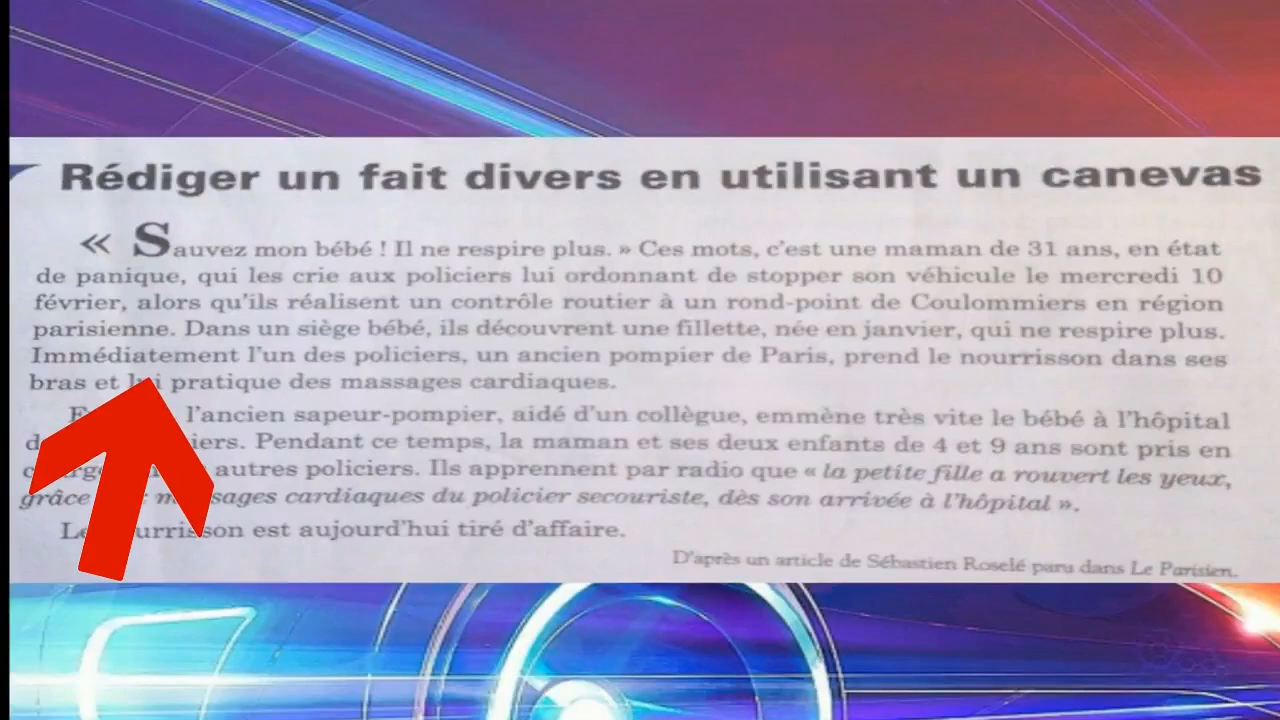 Rédiger un fait divers en utilisant un canevas
« Sauvez mon bébé ! Il ne respire plus. » Ces mots, c'est une maman de 31 ans, en état
de panique, qui les crie aux policiers lui ordonnant de stopper son véhicule le mercredi 10
février, alors qu'ils réalisent un contrôle routier à un rond-point de Coulommiers en région
parisienne. Dans un siège bébé, ils découvrent une fillette, née en janvier, qui ne respire plus.
Immédiatement l'un des policiers, un ancien pompier de Paris, prend le nourrisson dans ses
bras et lui pratique des massages cardiaques.
l'ancien sapeur-pompier, aidé d'un collègue, emmène très vite le bébé à l'hôpital
Pendant ce temps, la maman et ses deux enfants de 4 et 9 ans sont pris en
autres policiers. Ils apprennent par radio que « la petite fille a rouvert les yeux,
grâce cardiaques du policier secouriste, dès son arrivée à l'hôpital ».
est aujourd'hui tiré d'affaire.
D'après un article de Sébastien Roselé paru dans Le Parisien.